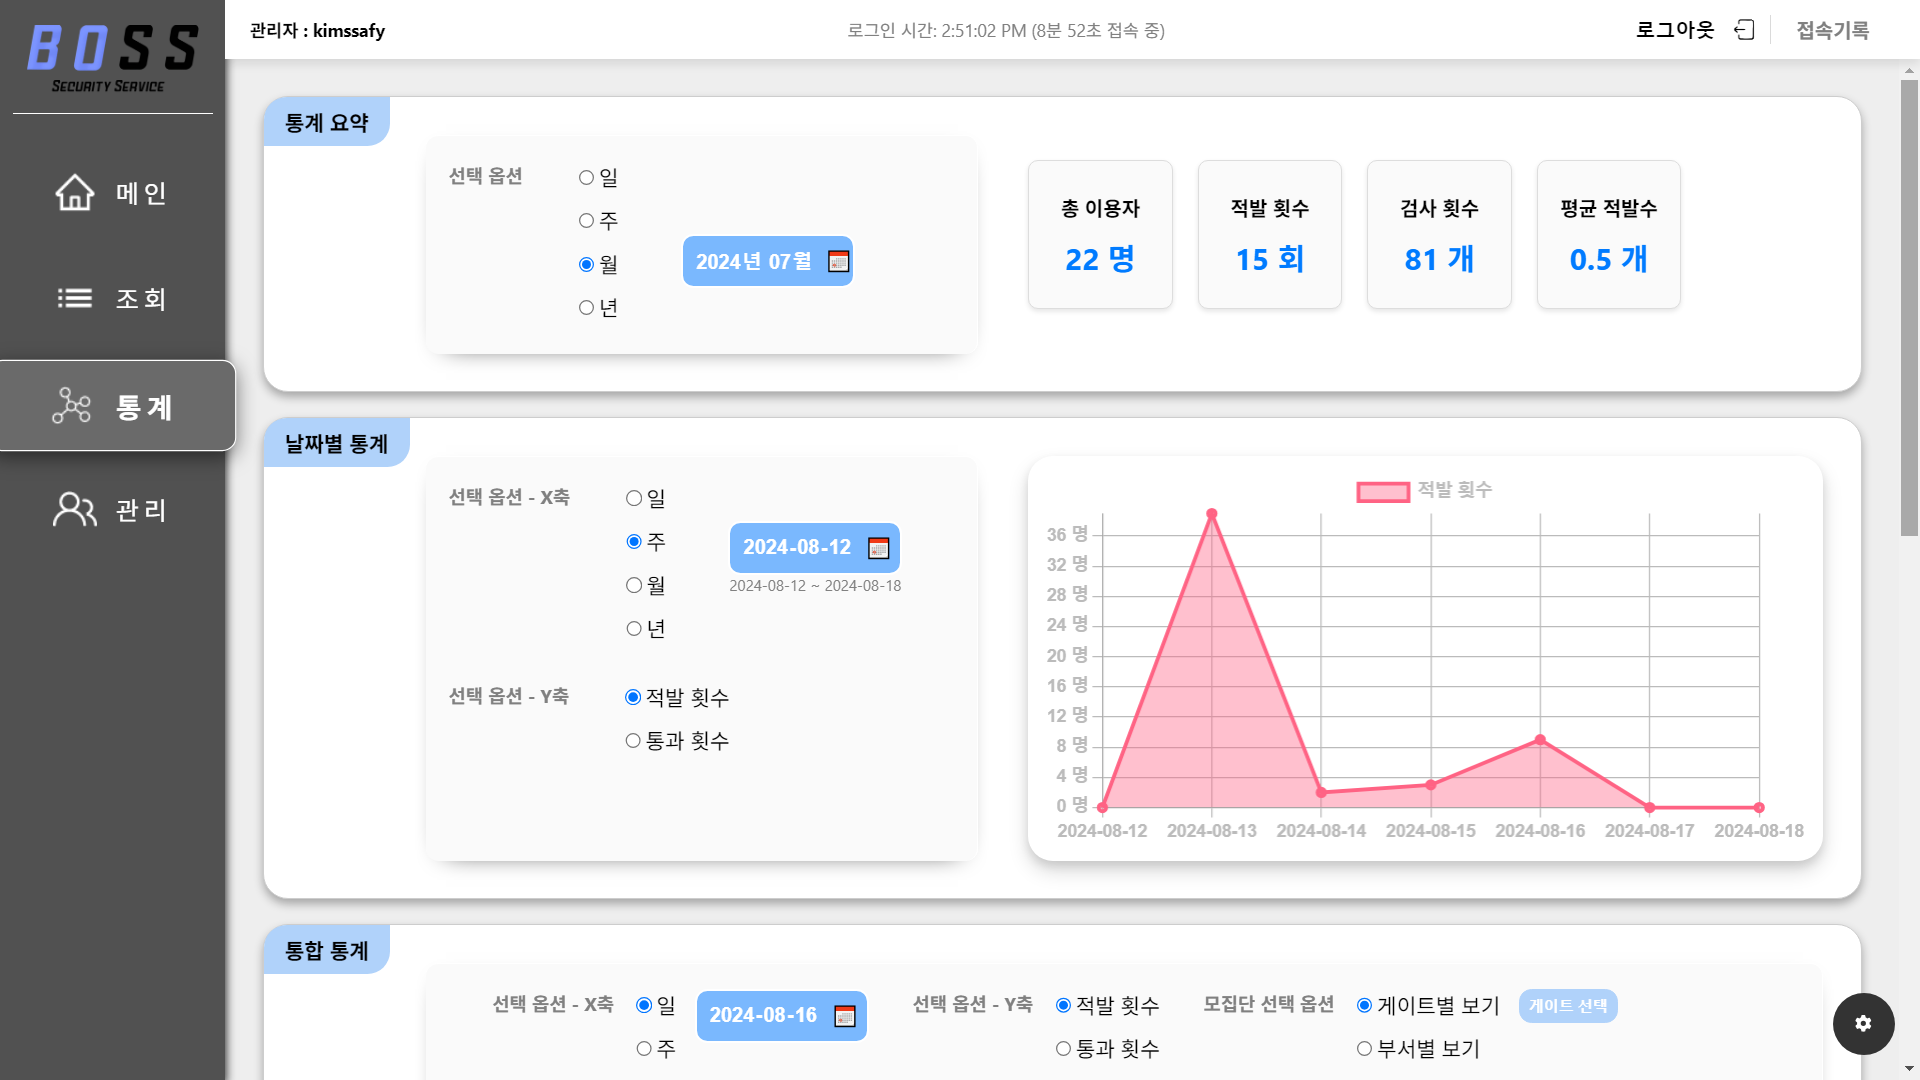 BOSS
SECURITY SERVICE
메인
조회
통계
관리
관리자 : kimssafy
로그인 시간: 2:51:02 PM (8분 52초 접속 중)
로그아웃
접속기록
통계 요약
선택 옵션
일
주
월
년
2024년 07월
총 이용자
22 명
적발 횟수
15 회
검사 횟수
81 개
평균 적발수
0.5 개
날짜별 통계
선택 옵션 - X축
일
주
월
년
2024-08-12
2024-08-12 ~ 2024-08-18
선택 옵션 - Y축
적발 횟수
통과 횟수
적발 횟수
36 명
32 명
28 명
24 명
20 명
16 명
12 명
8 명
4 명
0 명
2024-08-12 2024-08-13 2024-08-14 2024-08-15 2024-08-16 2024-08-17 2024-08-18
통합 통계
선택 옵션 - X축
일
주
2024-08-16
선택 옵션 - Y축
적발 횟수
통과 횟수
모집단 선택 옵션
게이트별 보기
부서별 보기
게이트 선택